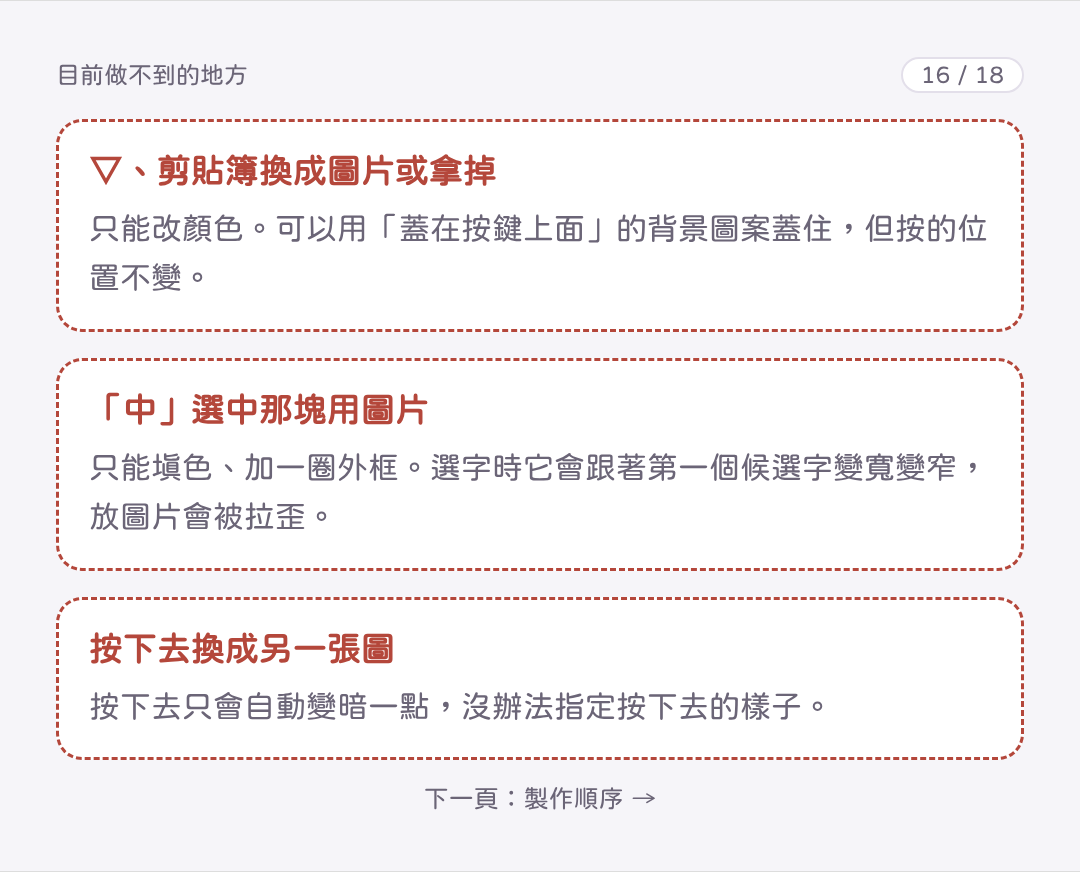 目前做不到的地方
16 / 18
▽、剪貼簿換成圖片或拿掉
只能改顏色。可以用「蓋在按鍵上面」的背景圖案蓋住，但按的位
置不變。
「中」選中那塊用圖片
只能填色、加一圈外框。選字時它會跟著第一個候選字變寬變窄，
放圖片會被拉歪。
按下去換成另一張圖
按下去只會自動變暗一點，沒辦法指定按下去的樣子。
下一頁：製作順序 →